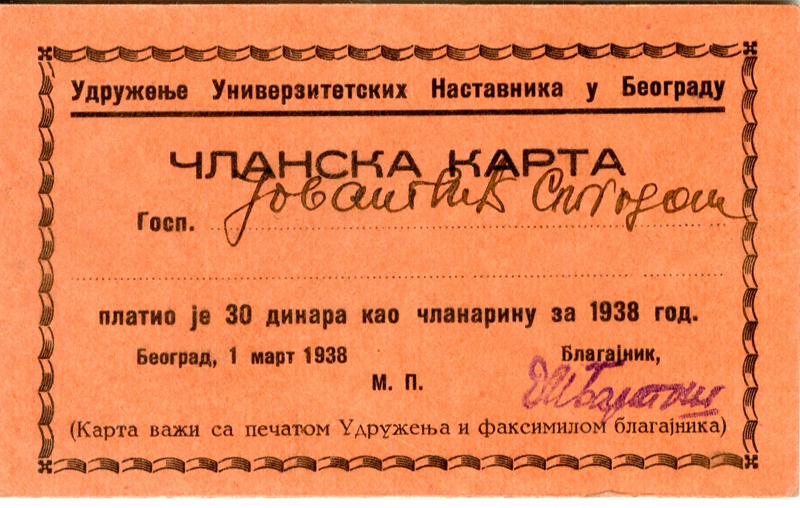 Удружење Универзитетских Наставника у Београду
ЧЛАНСКА КАРТА
Госп. Јовановић Слободан
платио је 30 динара као чланарину за 1938 год.
Београд, 1 март 1938 Благајник,
М. П.
(Карта важи са печатом Удружења и факсимилом благајника)